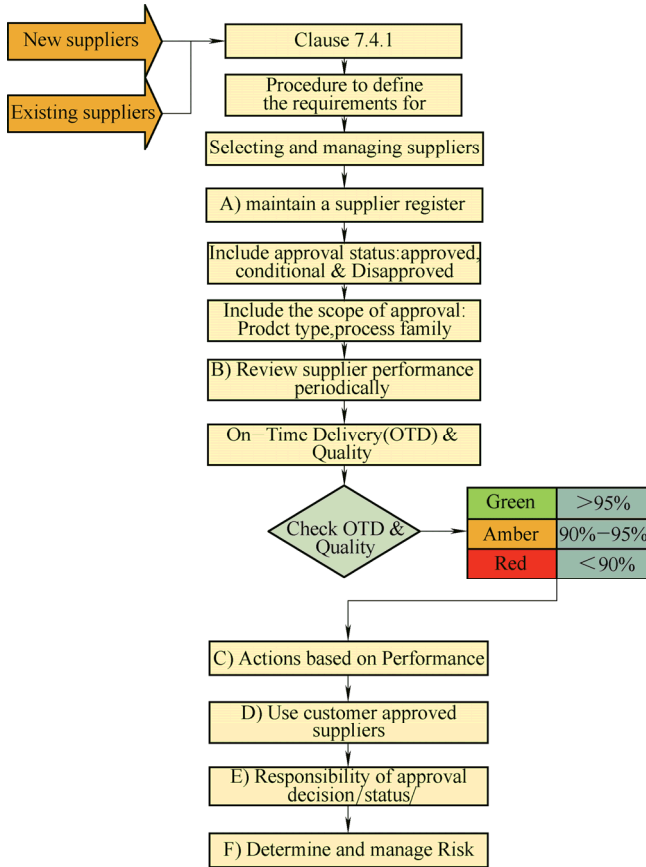 New suppliers
Clause 7.4.1
Existing suppliers
Procedure to define
the requirements for
Selecting and managing suppliers
A) maintain a supplier register
Include approval status:approved,
conditional & Disapproved
Include the scope of approval:
Prodct type,process family
B) Review supplier performance
periodically
On－Time Delivery(OTD) &
Quality
Check OTD &
Quality
Green >95%
Amber 90%－95%
Red <90%
C) Actions based on Performance
D) Use customer approved
suppliers
E) Responsibility of approval
decision/status/
F) Determine and manage Risk